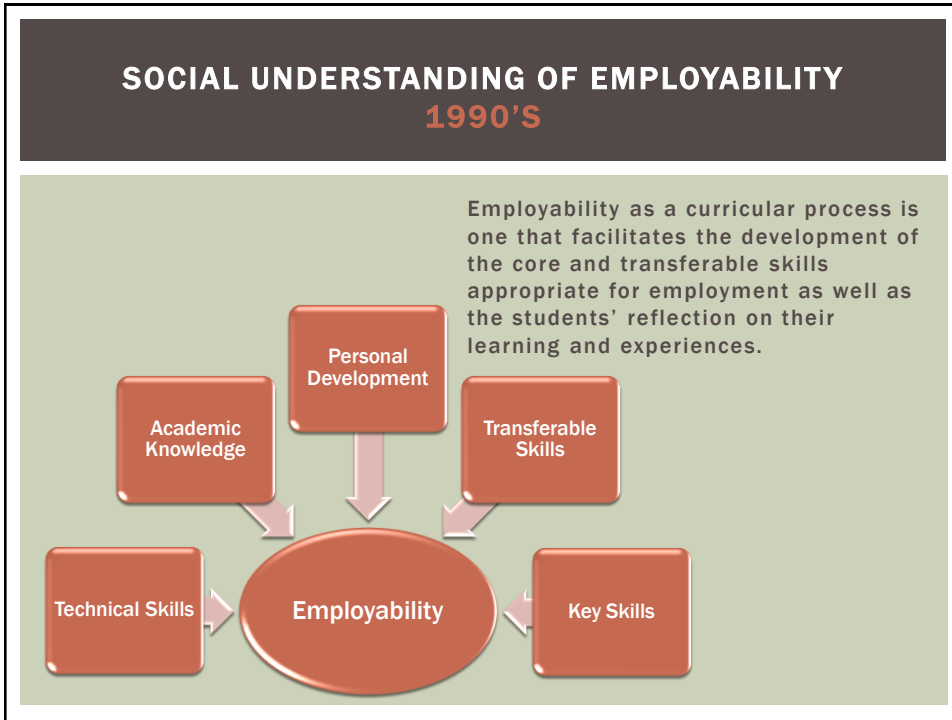 SOCIAL UNDERSTANDING OF EMPLOYABILITY
1990'S
Employability as a curricular process is
one that facilitates the development of
the core and transferable skills
appropriate for employment as well as
the students’ reflection on their
learning and experiences.
Personal
Development
Academic
Knowledge
Transferable
Skills
Technical Skills
Employability
Key Skills